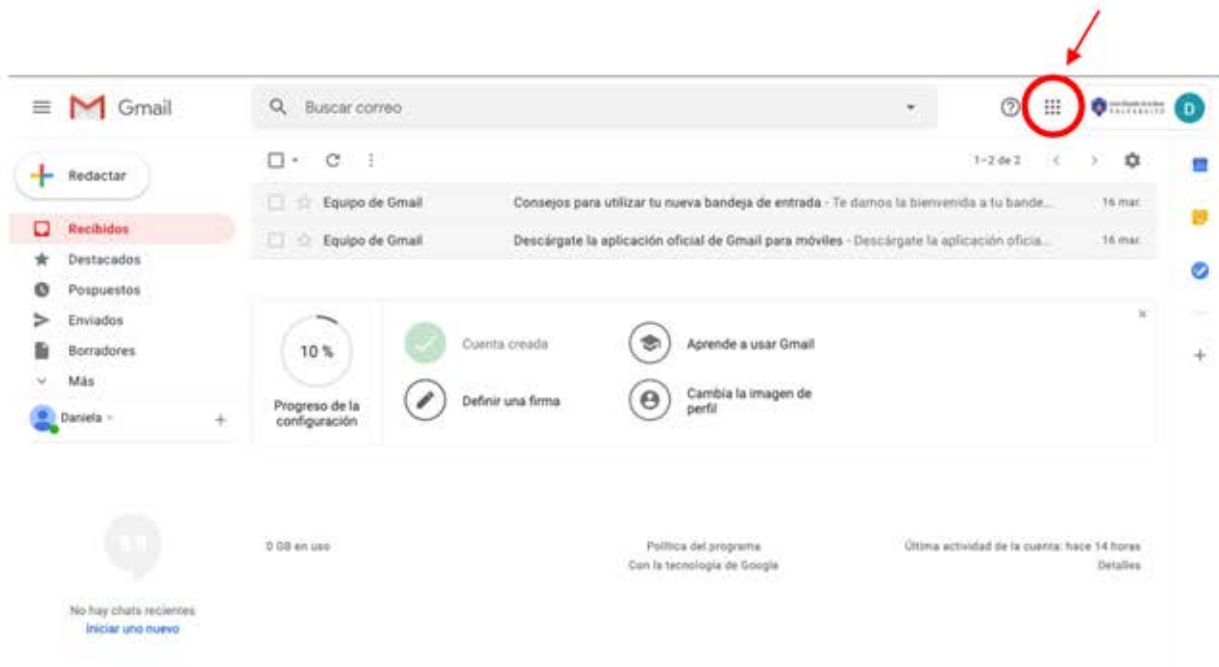 Gmail
Buscar correo
D
Redactar
1-2 de 2
Equipo de Gmail Consejos para utilizar tu nueva bandeja de entrada - Te damos la bienvenida a tu bande... 16 mar.
Recibidos
Equipo de Gmail Descárgate la aplicación oficial de Gmail para móviles - Descárgate la aplicación oficia... 16 mar.
Destacados
Pospuestos
Enviados
Borradores
Más
Daniela
10 %
Progreso de la
configuración
Cuenta creada
Aprende a usar Gmail
Definir una firma
Cambia la imagen de
perfil
0 GB en uso
Política del programa
Con la tecnología de Google
Última actividad de la cuenta: hace 14 horas
Detalles
No hay chats recientes
Iniciar uno nuevo